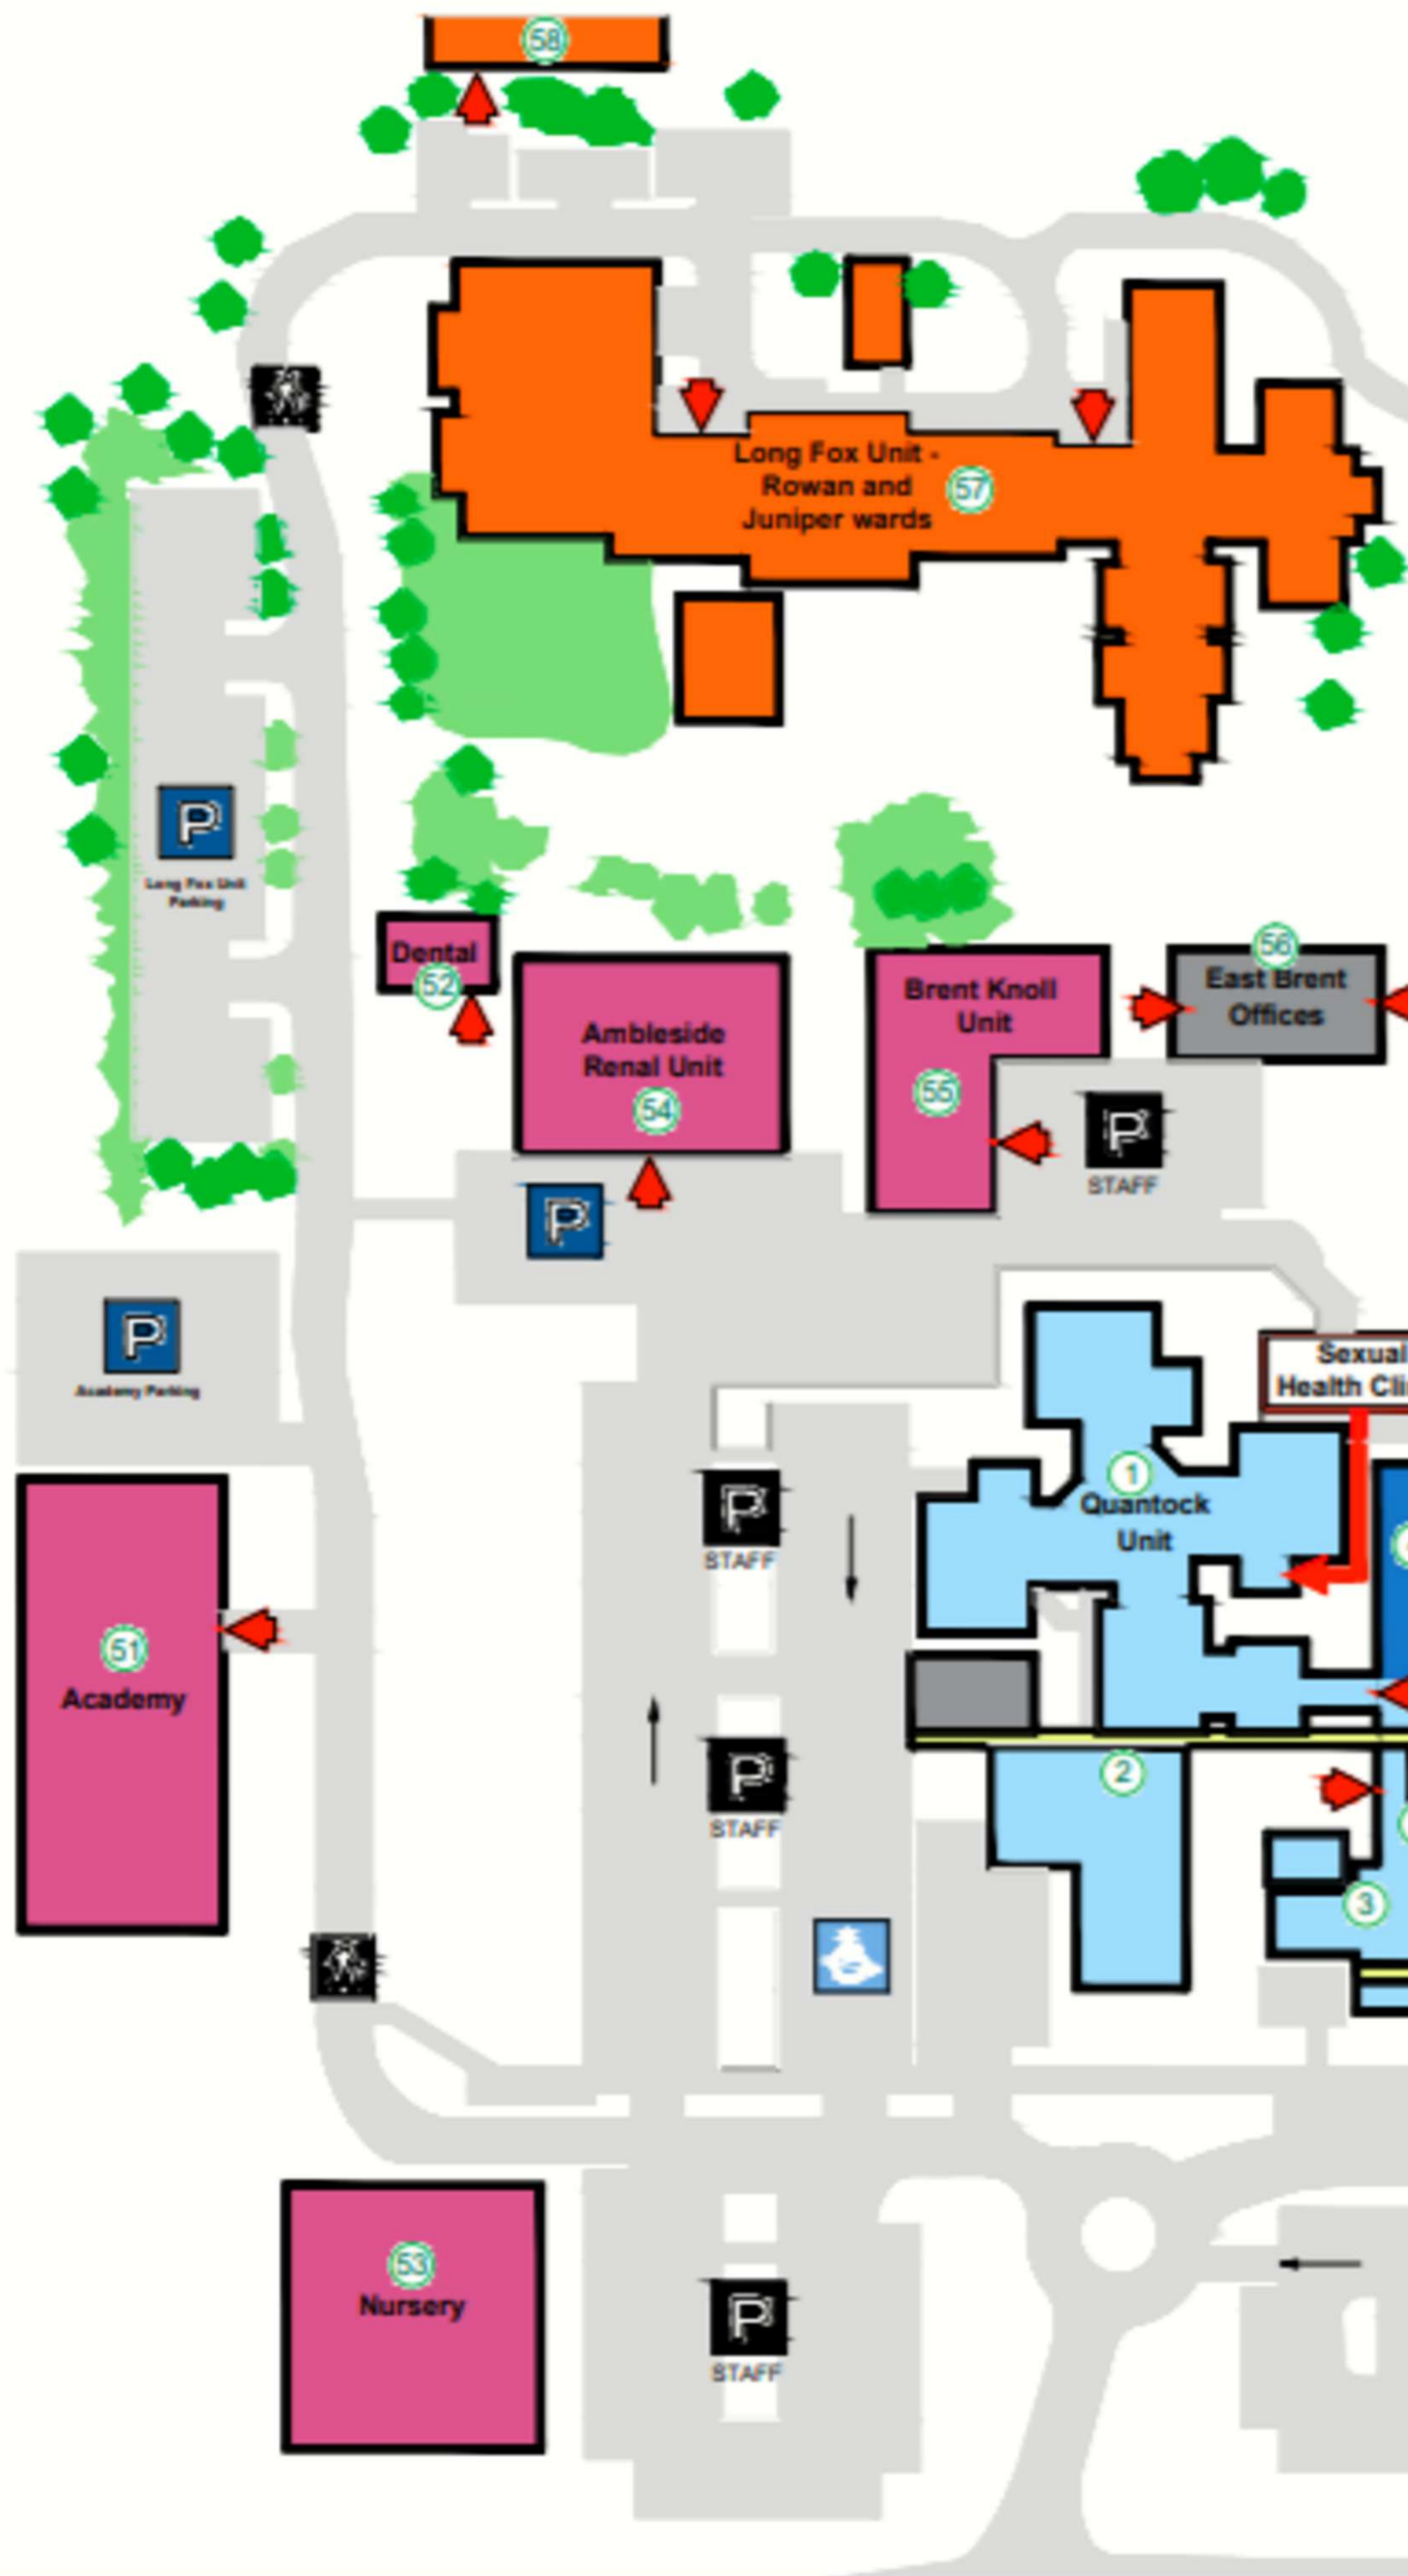 58
Long Fox Unit -
Rowan and
Juniper wards
57
P
Long Fox Unit
Parking
Dental
52
Ambleside
Renal Unit
54
Brent Knoll
Unit
55
56
East Brent
Offices
P
STAFF
P
P
Academy Parking
Sexual
Health Cli
1
Quantock
Unit
P
STAFF
51
Academy
2
P
STAFF
3
53
Nursery
P
STAFF